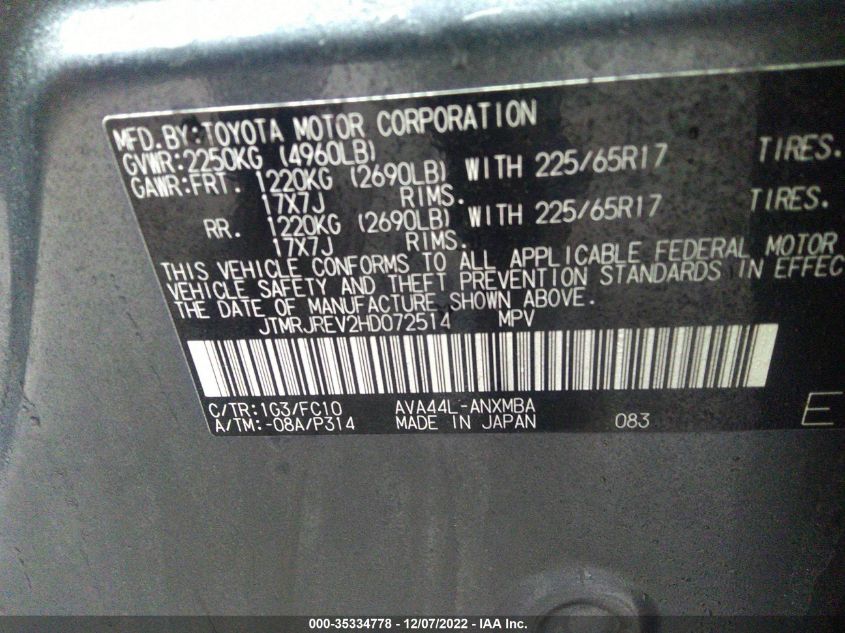 MFD.BY:TOYOTA MOTOR CORPORATION
GVWR:2250KG (4960LB)
GAWR:FRT. 1220KG (2690LB) WITH 225/65R17 TIRES.
17X7J RIMS.
RR. 1220KG (2690LB) WITH 225/65R17 TIRES.
17X7J RIMS.
THIS VEHICLE CONFORMS TO ALL APPLICABLE FEDERAL MOTOR
VEHICLE SAFETY AND THEFT PREVENTION STANDARDS IN EFFEC
THE DATE OF MANUFACTURE SHOWN ABOVE.
JTMRJREV2HD072514 MPV
C/TR:1G3/FC10 AVA44L-ANXMBA
A/TM:-08A/P314 MADE IN JAPAN 083 E
000-35334778 - 12/07/2022 - IAA Inc.